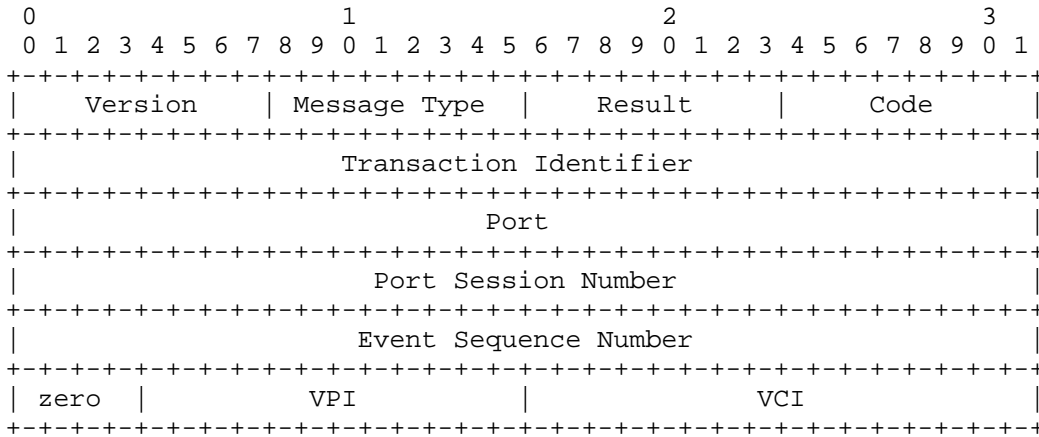 0                   1                   2                   3
 0 1 2 3 4 5 6 7 8 9 0 1 2 3 4 5 6 7 8 9 0 1 2 3 4 5 6 7 8 9 0 1
+-+-+-+-+-+-+-+-+-+-+-+-+-+-+-+-+-+-+-+-+-+-+-+-+-+-+-+-+-+-+-+-+
|    Version    | Message Type  |    Result     |     Code      |
+-+-+-+-+-+-+-+-+-+-+-+-+-+-+-+-+-+-+-+-+-+-+-+-+-+-+-+-+-+-+-+-+
|                    Transaction Identifier                     |
+-+-+-+-+-+-+-+-+-+-+-+-+-+-+-+-+-+-+-+-+-+-+-+-+-+-+-+-+-+-+-+-+
|                             Port                              |
+-+-+-+-+-+-+-+-+-+-+-+-+-+-+-+-+-+-+-+-+-+-+-+-+-+-+-+-+-+-+-+-+
|                      Port Session Number                      |
+-+-+-+-+-+-+-+-+-+-+-+-+-+-+-+-+-+-+-+-+-+-+-+-+-+-+-+-+-+-+-+-+
|                     Event Sequence Number                     |
+-+-+-+-+-+-+-+-+-+-+-+-+-+-+-+-+-+-+-+-+-+-+-+-+-+-+-+-+-+-+-+-+
| zero  |          VPI          |              VCI              |
+-+-+-+-+-+-+-+-+-+-+-+-+-+-+-+-+-+-+-+-+-+-+-+-+-+-+-+-+-+-+-+-+